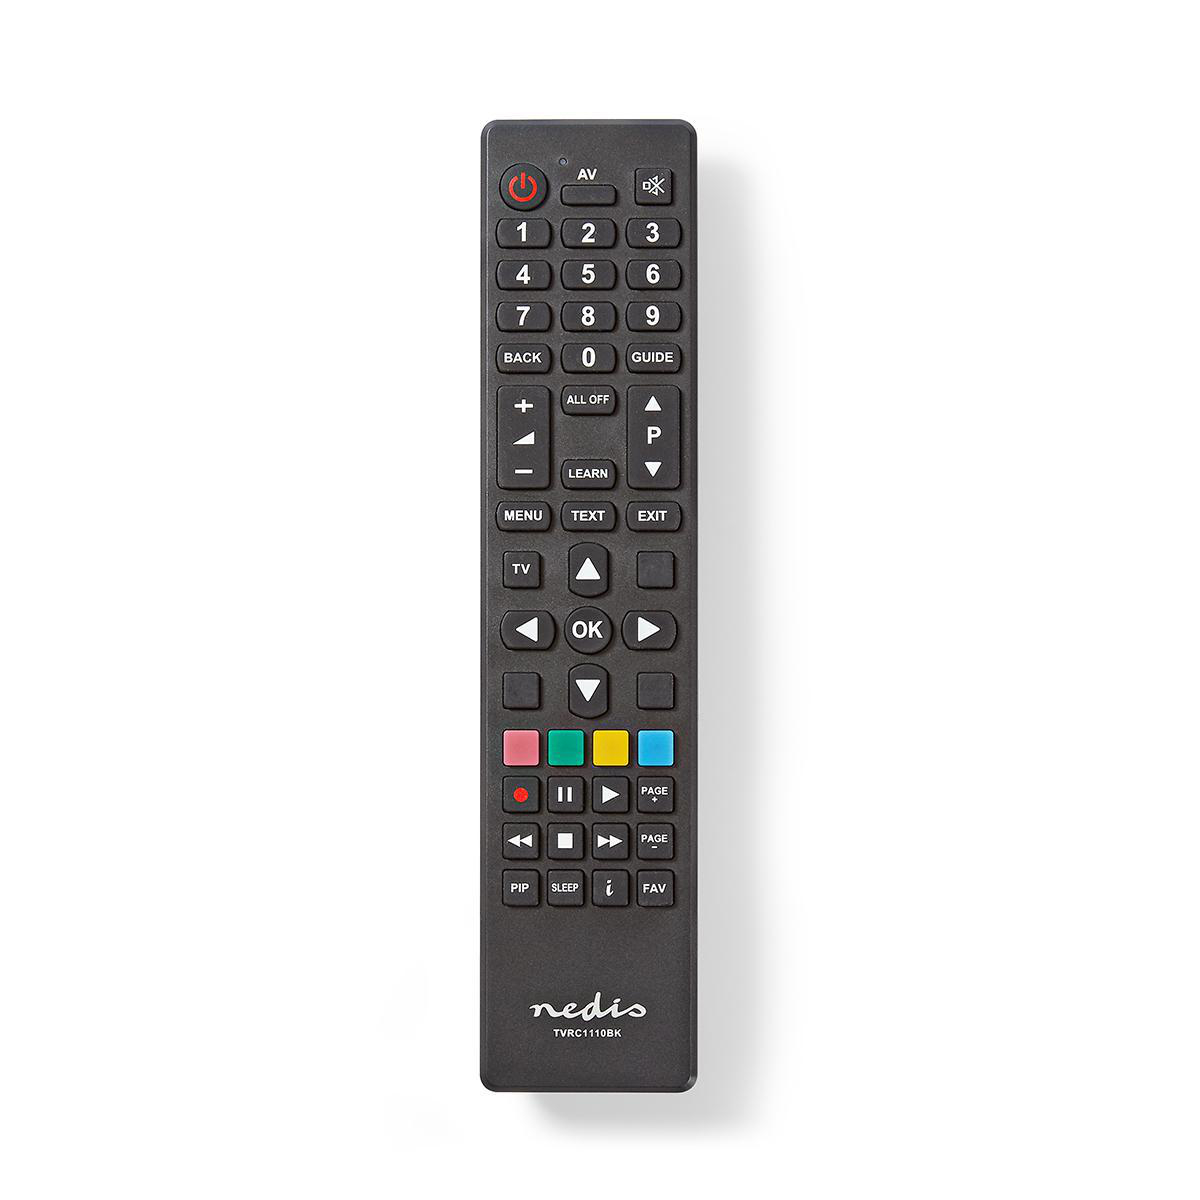 AV
1 2 3
4 5 6
7 8 9
BACK 0 GUIDE
+ ALL OFF
P
- LEARN
MENU TEXT EXIT
TV
OK
PAGE
+
PAGE
-
PIP SLEEP i FAV
nedis
TVRC1110BK